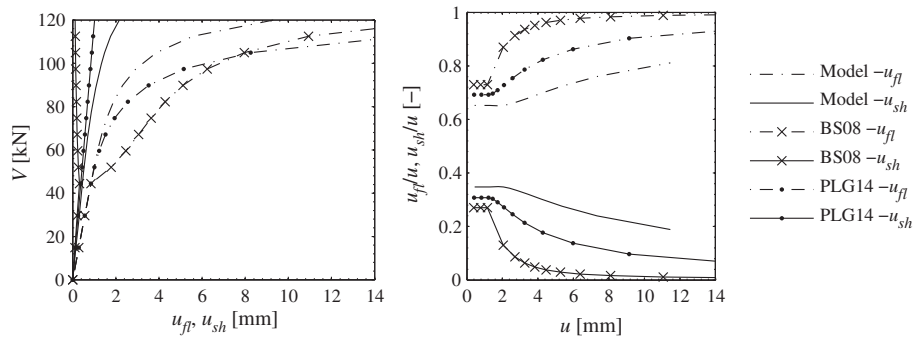 120
100
80
60
40
20
0
V [kN]
0 2 4 6 8 10 12 14
u_fl, u_sh [mm]
1
0.8
0.6
0.4
0.2
0
u_fl/u, u_sh/u [–]
0 2 4 6 8 10 12 14
u [mm]
Model –u_fl
Model –u_sh
BS08 –u_fl
BS08 –u_sh
PLG14 –u_fl
PLG14 –u_sh